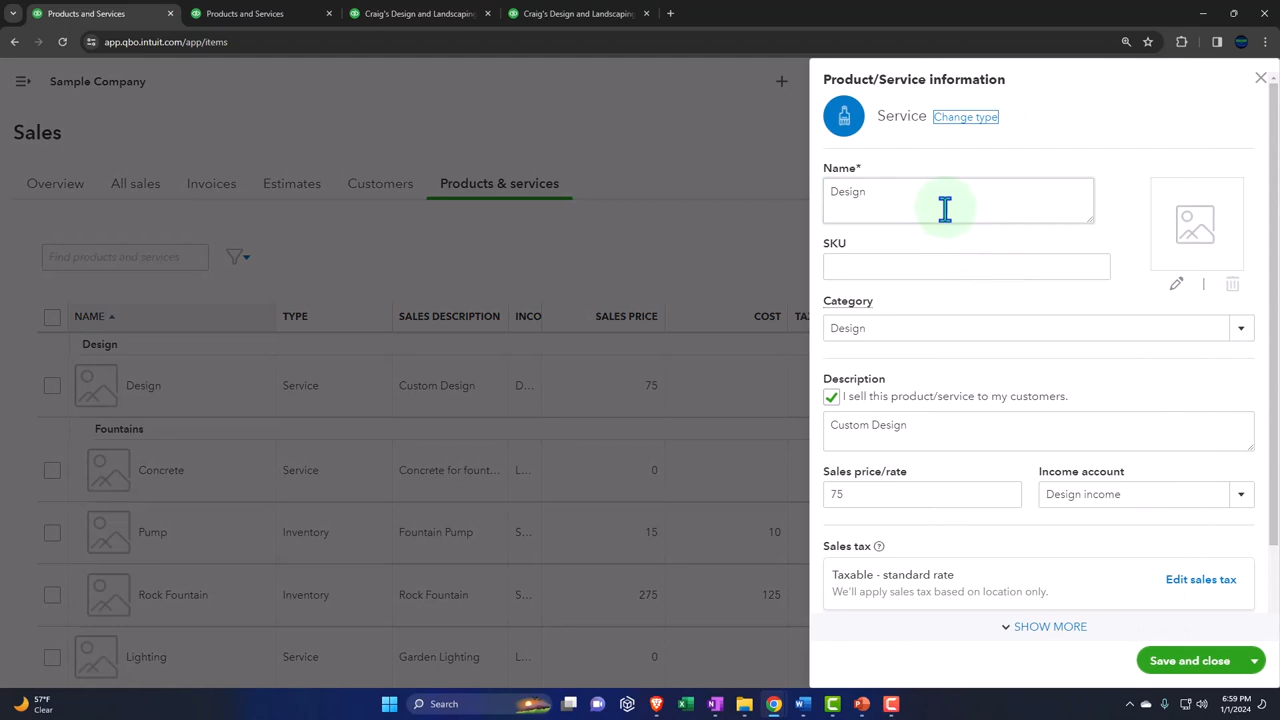 Products and Services
Products and Services
Craig's Design and Landscaping
Craig's Design and Landscaping
app.qbo.intuit.com/app/items
Sample Company
Sales
Overview
All sales
Invoices
Estimates
Customers
Products & services
Find products and services
NAME
TYPE
SALES DESCRIPTION
INCO
SALES PRICE
COST
TA
Design
Design
Service
Custom Design
D...
75
Fountains
Concrete
Service
Concrete for fount...
L...
0
Pump
Inventory
Fountain Pump
S...
15
10
Rock Fountain
Inventory
Rock Fountain
S...
275
125
Lighting
Service
Garden Lighting
L...
0
Product/Service information
Service Change type
Name*
Design
SKU
Category
Design
Description
I sell this product/service to my customers.
Custom Design
Sales price/rate
Income account
75
Design income
Sales tax
Taxable - standard rate
We'll apply sales tax based on location only.
Edit sales tax
SHOW MORE
Save and close
57°F
Clear
Search
6:59 PM
1/1/2024